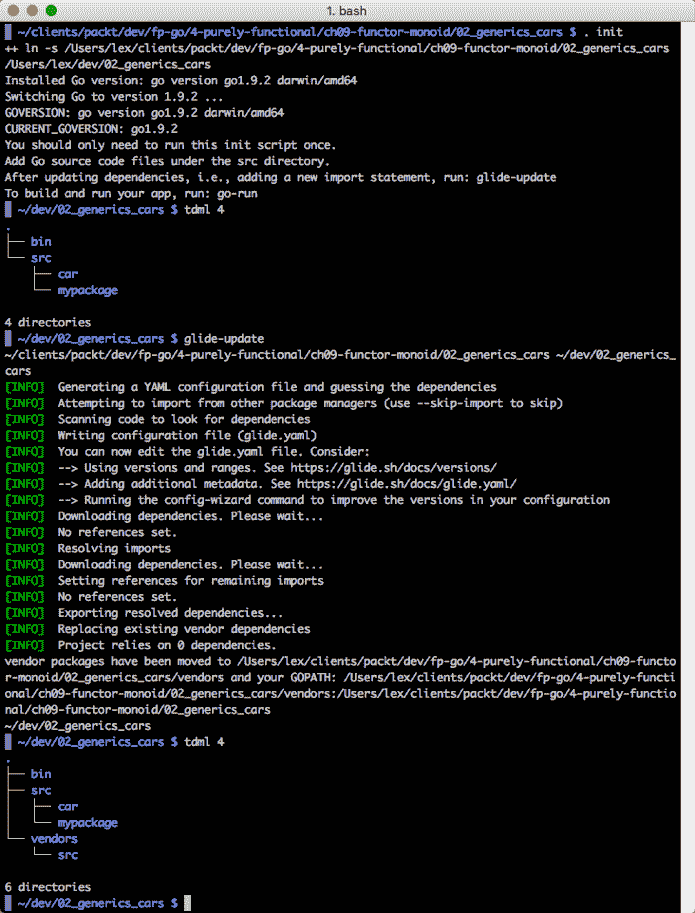 1. bash
~/clients/packt/dev/fp-go/4-purely-functional/ch09-functor-monoid/02_generics_cars $ . init
++ ln -s /Users/lex/clients/packt/dev/fp-go/4-purely-functional/ch09-functor-monoid/02_generics_cars
/Users/lex/dev/02_generics_cars
Installed Go version: go version go1.9.2 darwin/amd64
Switching Go to version 1.9.2 ...
GOVERSION: go version go1.9.2 darwin/amd64
CURRENT_GOVERSION: go1.9.2
You should only need to run this init script once.
Add Go source code files under the src directory.
After updating dependencies, i.e., adding a new import statement, run: glide-update
To build and run your app, run: go-run
~/dev/02_generics_cars $ tdml 4
.
├── bin
└── src
    ├── car
    └── mypackage
4 directories
~/dev/02_generics_cars $ glide-update
~/clients/packt/dev/fp-go/4-purely-functional/ch09-functor-monoid/02_generics_cars ~/dev/02_generics_
cars
[INFO]  Generating a YAML configuration file and guessing the dependencies
[INFO]  Attempting to import from other package managers (use --skip-import to skip)
[INFO]  Scanning code to look for dependencies
[INFO]  Writing configuration file (glide.yaml)
[INFO]  You can now edit the glide.yaml file. Consider:
[INFO]  --> Using versions and ranges. See https://glide.sh/docs/versions/
[INFO]  --> Adding additional metadata. See https://glide.sh/docs/glide.yaml/
[INFO]  --> Running the config-wizard command to improve the versions in your configuration
[INFO]  Downloading dependencies. Please wait...
[INFO]  No references set.
[INFO]  Resolving imports
[INFO]  Downloading dependencies. Please wait...
[INFO]  Setting references for remaining imports
[INFO]  No references set.
[INFO]  Exporting resolved dependencies...
[INFO]  Replacing existing vendor dependencies
[INFO]  Project relies on 0 dependencies.
vendor packages have been moved to /Users/lex/clients/packt/dev/fp-go/4-purely-functional/ch09-functo
r-monoid/02_generics_cars/vendors and your GOPATH: /Users/lex/clients/packt/dev/fp-go/4-purely-functi
onal/ch09-functor-monoid/02_generics_cars/vendors:/Users/lex/clients/packt/dev/fp-go/4-purely-functio
nal/ch09-functor-monoid/02_generics_cars
~/dev/02_generics_cars
~/dev/02_generics_cars $ tdml 4
.
├── bin
├── src
│   ├── car
│   └── mypackage
└── vendors
    └── src
6 directories
~/dev/02_generics_cars $